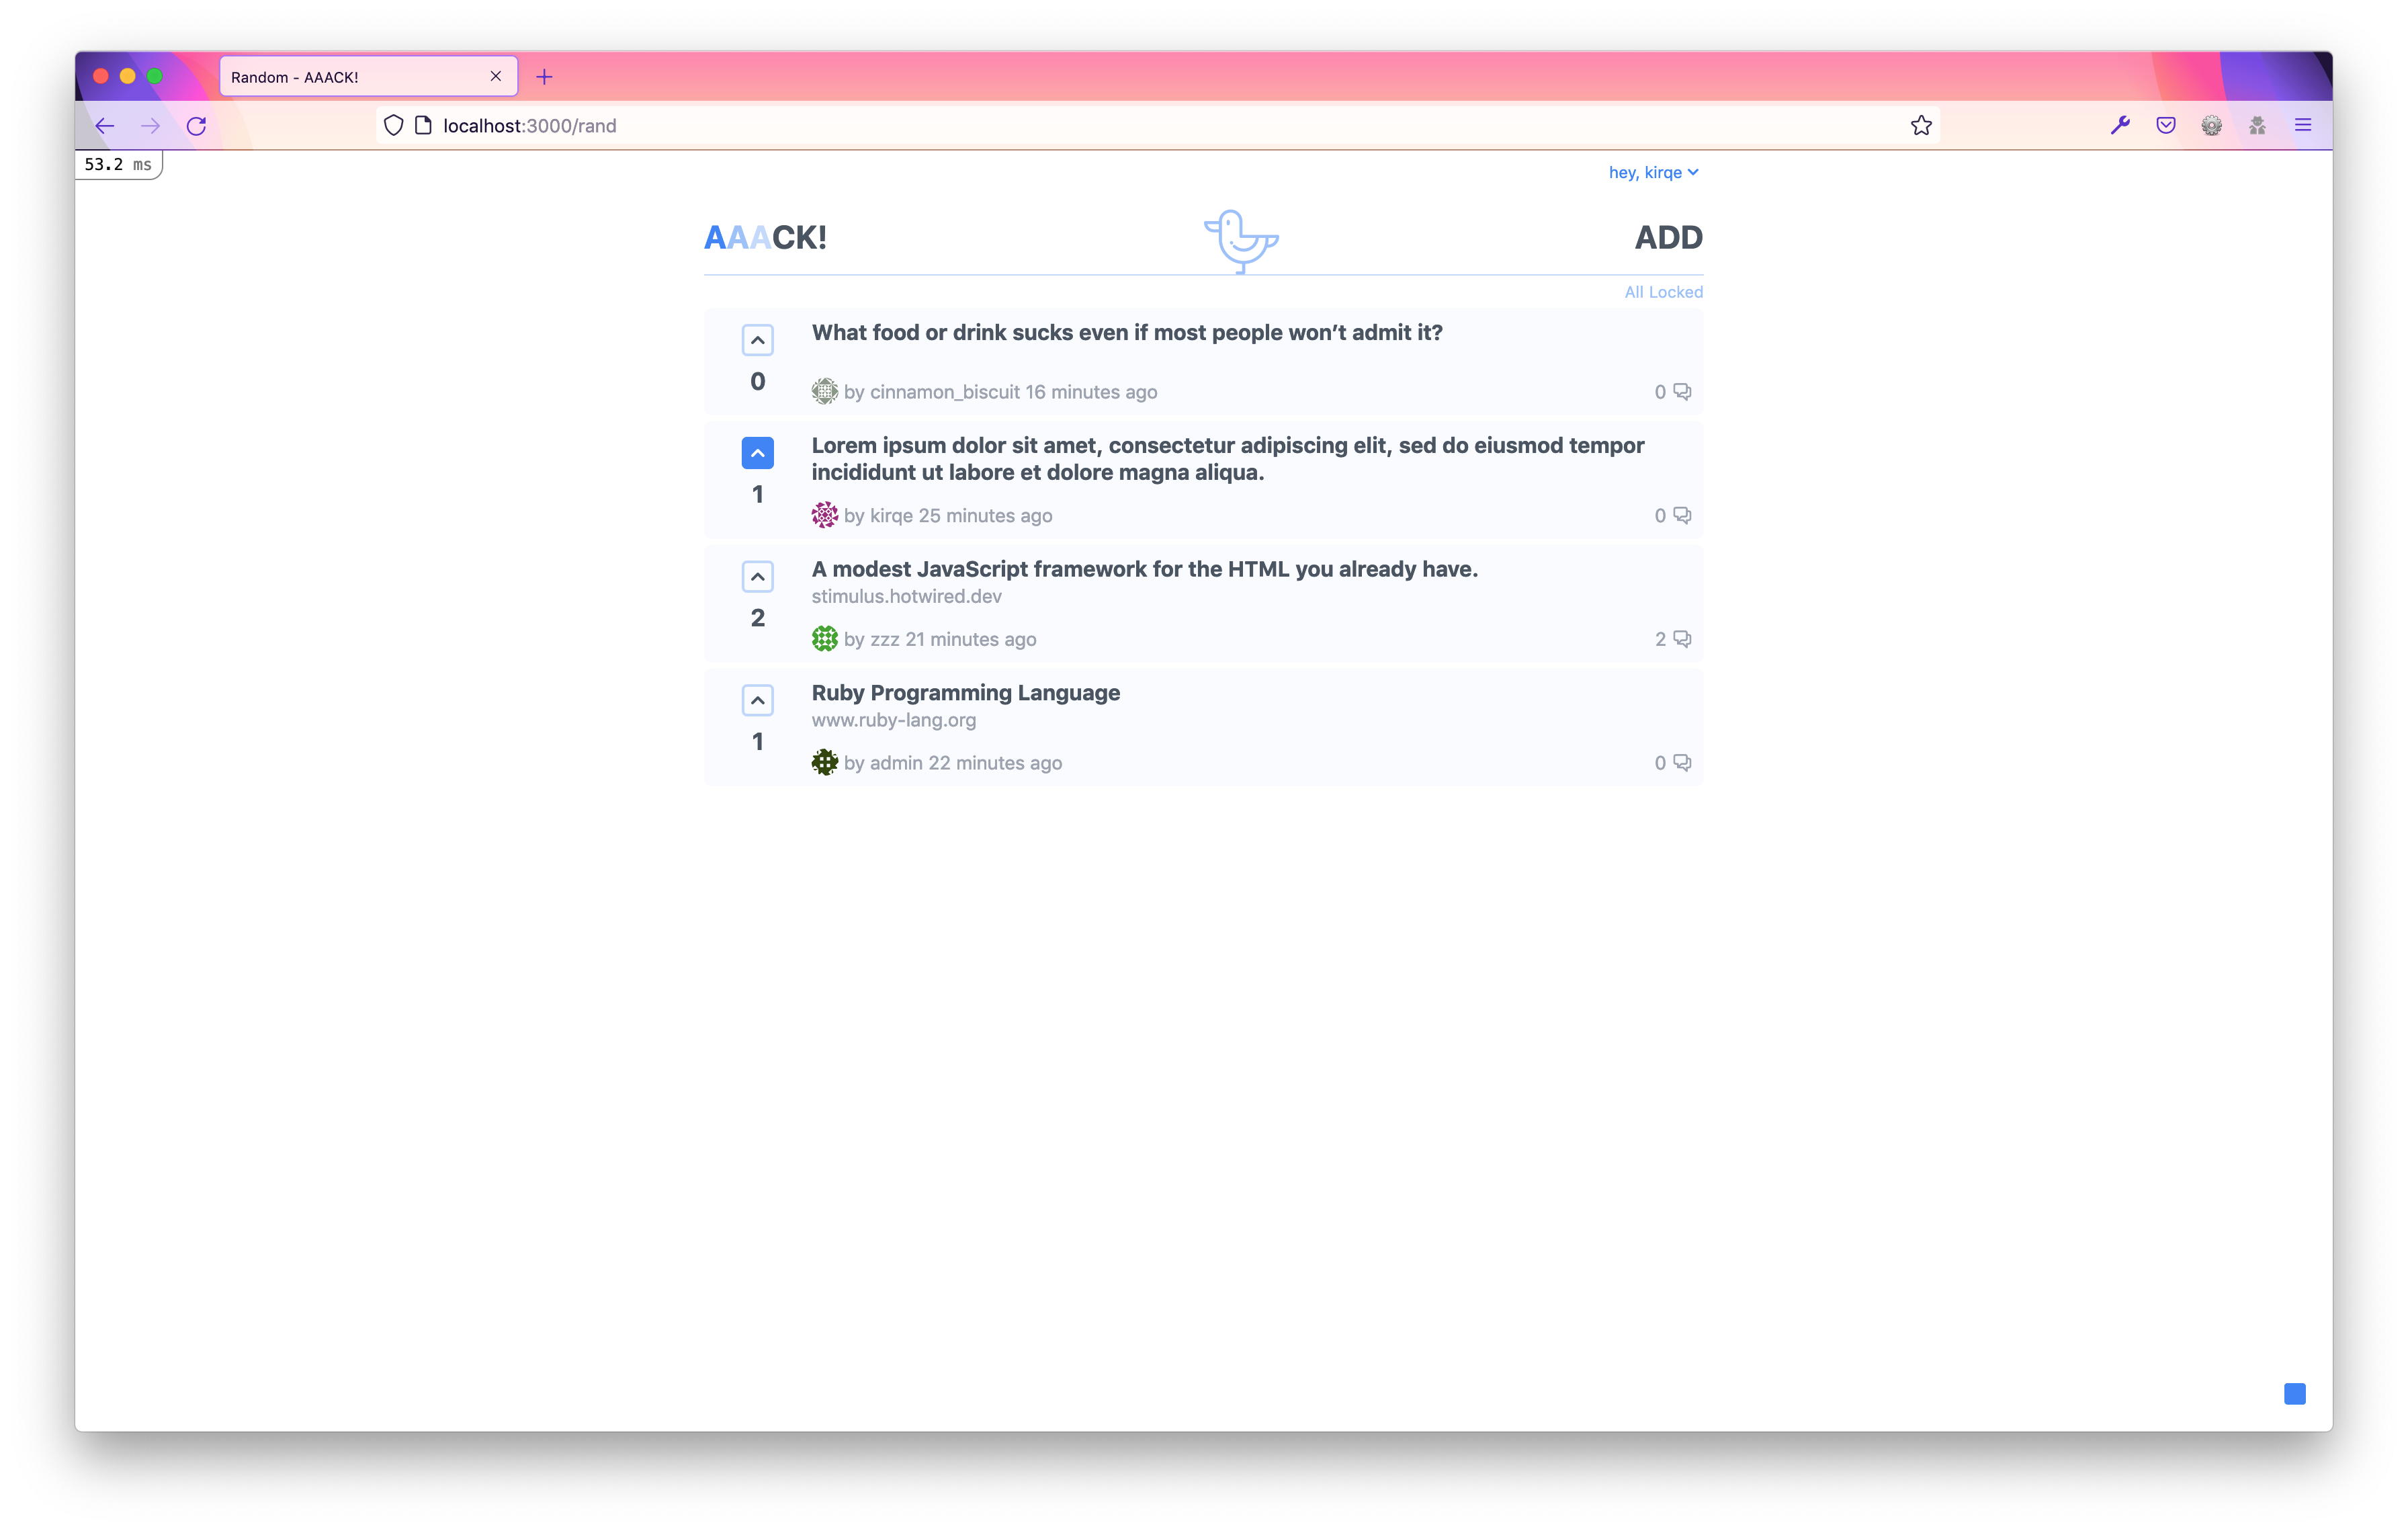 Random - AAACK!
localhost:3000/rand
53.2 ms
hey, kirqe
AAACK!
ADD
All Locked
What food or drink sucks even if most people won’t admit it?
0
by cinnamon_biscuit 16 minutes ago
0
Lorem ipsum dolor sit amet, consectetur adipiscing elit, sed do eiusmod tempor
incididunt ut labore et dolore magna aliqua.
1
by kirqe 25 minutes ago
0
A modest JavaScript framework for the HTML you already have.
stimulus.hotwired.dev
2
by zzz 21 minutes ago
2
Ruby Programming Language
www.ruby-lang.org
1
by admin 22 minutes ago
0